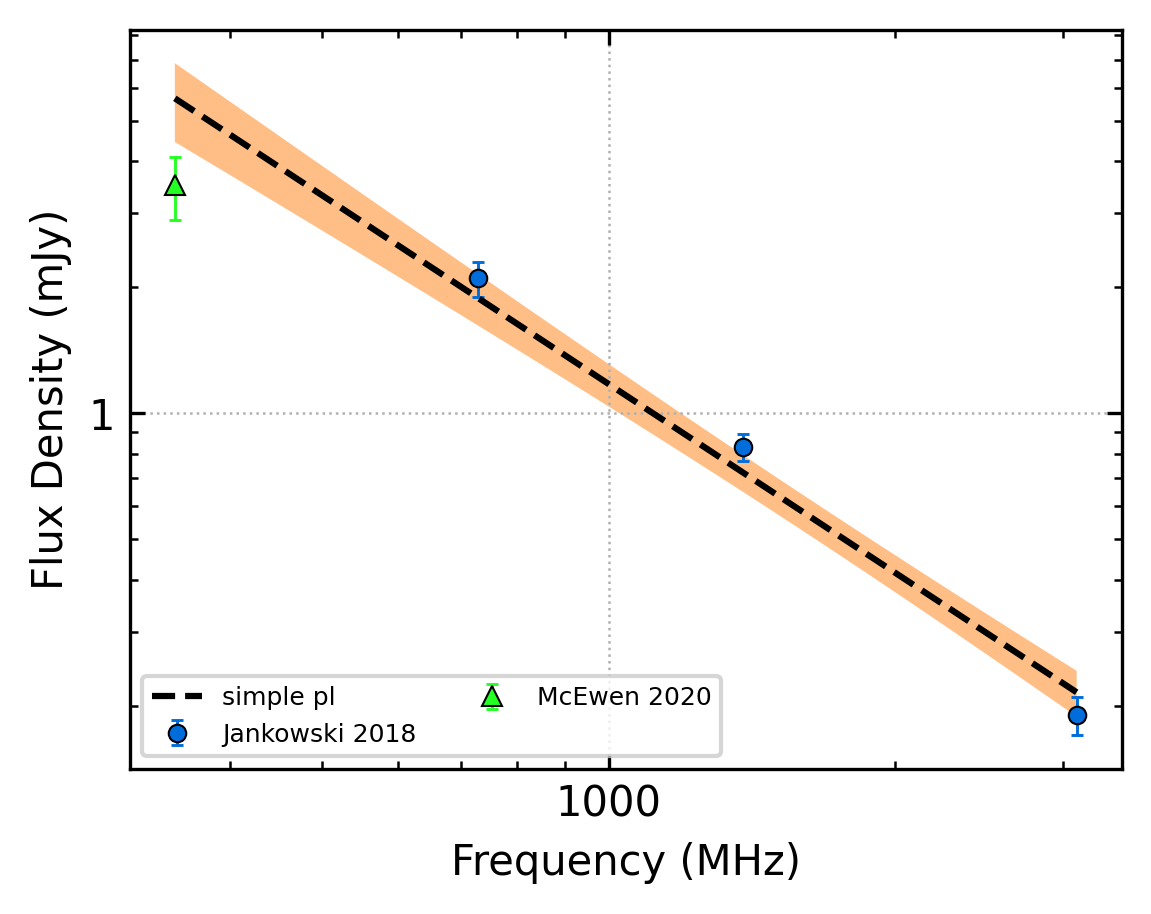 Flux Density (mJy)
1
simple pl
Jankowski 2018
McEwen 2020
1000
Frequency (MHz)